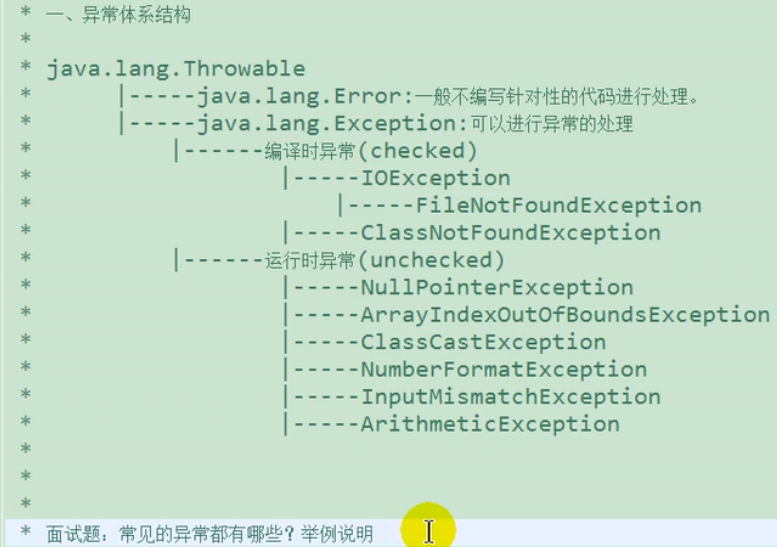 * 一、异常体系结构
*
* java.lang.Throwable
*      |-----java.lang.Error:一般不编写针对性的代码进行处理。
*      |-----java.lang.Exception:可以进行异常的处理
*          |------编译时异常(checked)
*                  |-----IOException
*                      |-----FileNotFoundException
*                  |-----ClassNotFoundException
*          |------运行时异常(unchecked)
*                  |-----NullPointerException
*                  |-----ArrayIndexOutOfBoundsException
*                  |-----ClassCastException
*                  |-----NumberFormatException
*                  |-----InputMismatchException
*                  |-----ArithmeticException
*
*
*
* 面试题：常见的异常都有哪些？举例说明